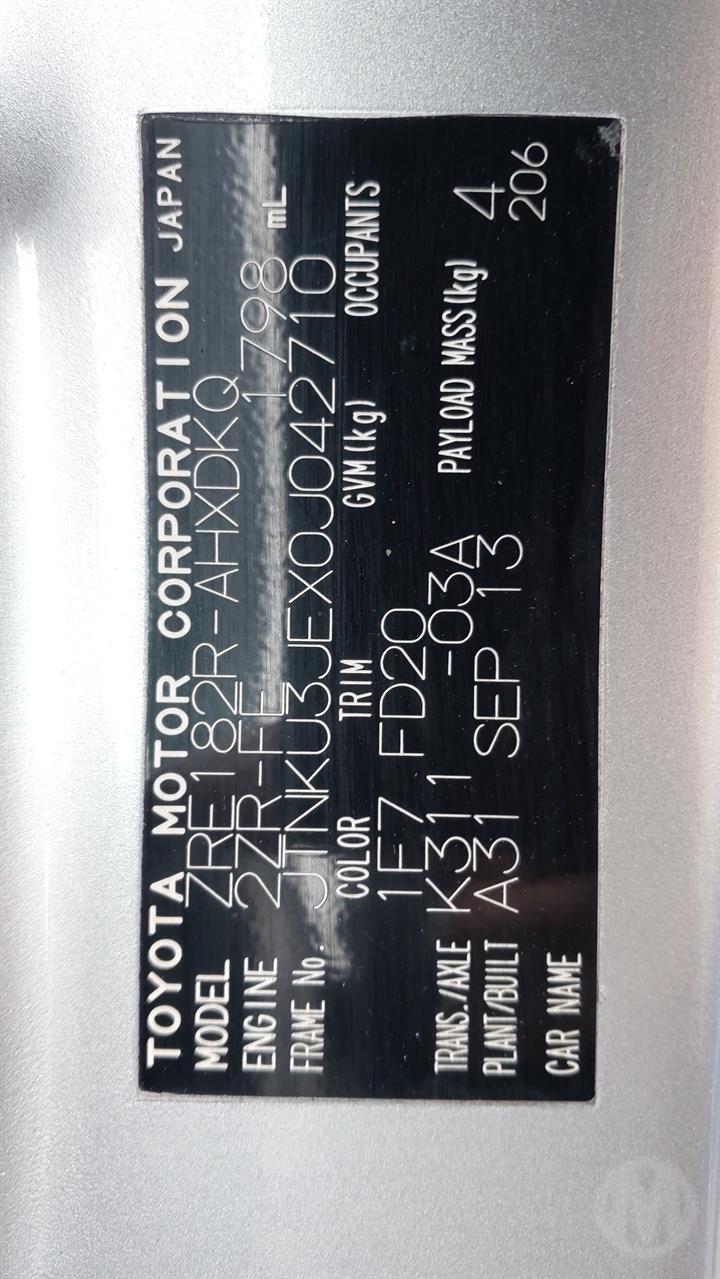 TOYOTA MOTOR CORPORATION JAPAN
MODEL ZRE182R-AHXDKQ
ENGINE 2ZR-FE 1798 mL
FRAME No. JTNKU3JEX0J042710
COLOR TRIM GVM(kg) OCCUPANTS
1F7 FD20
TRANS./AXLE K311 -03A PAYLOAD MASS(kg) 4
PLANT/BUILT A31 SEP 13 206
CAR NAME